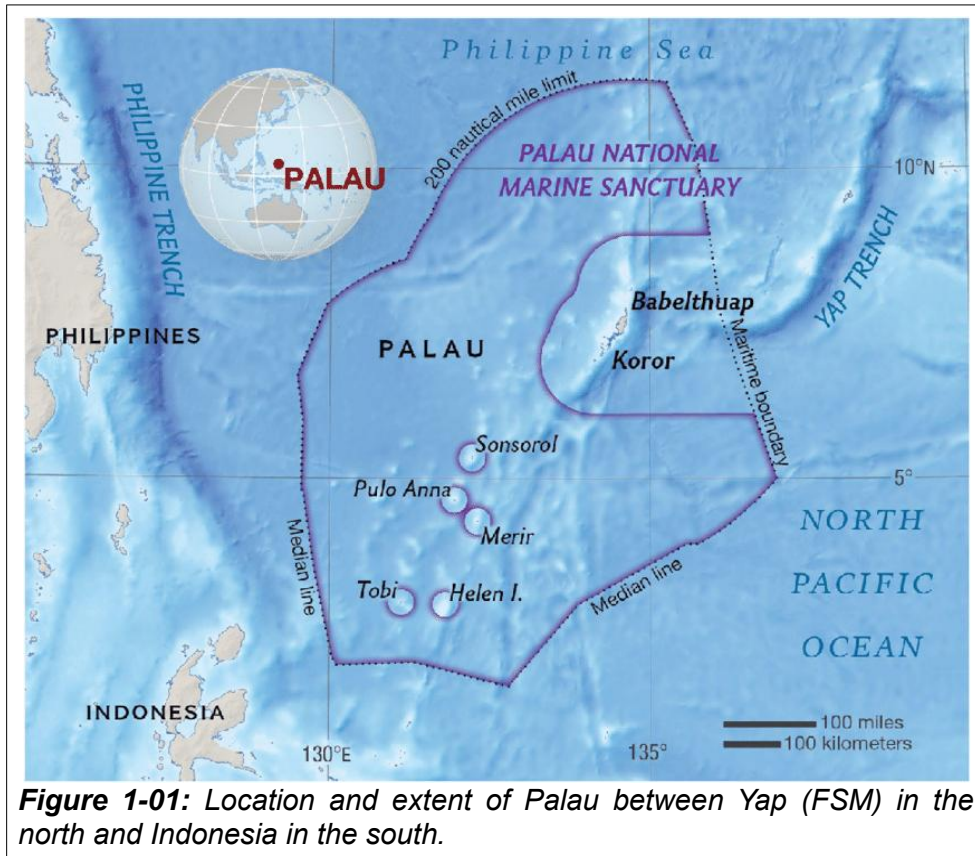 Philippine Sea
PHILIPPINE TRENCH
200 nautical mile limit
PALAU NATIONAL
MARINE SANCTUARY
10°N
PALAU
YAP TRENCH
Babelthuap
PHILIPPINES
PALAU
Koror
Maritime boundary
Sonsorol
Pulo Anna
5°
Merir
NORTH
PACIFIC
OCEAN
Median line
Median line
Tobi
Helen I.
INDONESIA
100 miles
100 kilometers
130°E
135°
Figure 1-01: Location and extent of Palau between Yap (FSM) in the
north and Indonesia in the south.